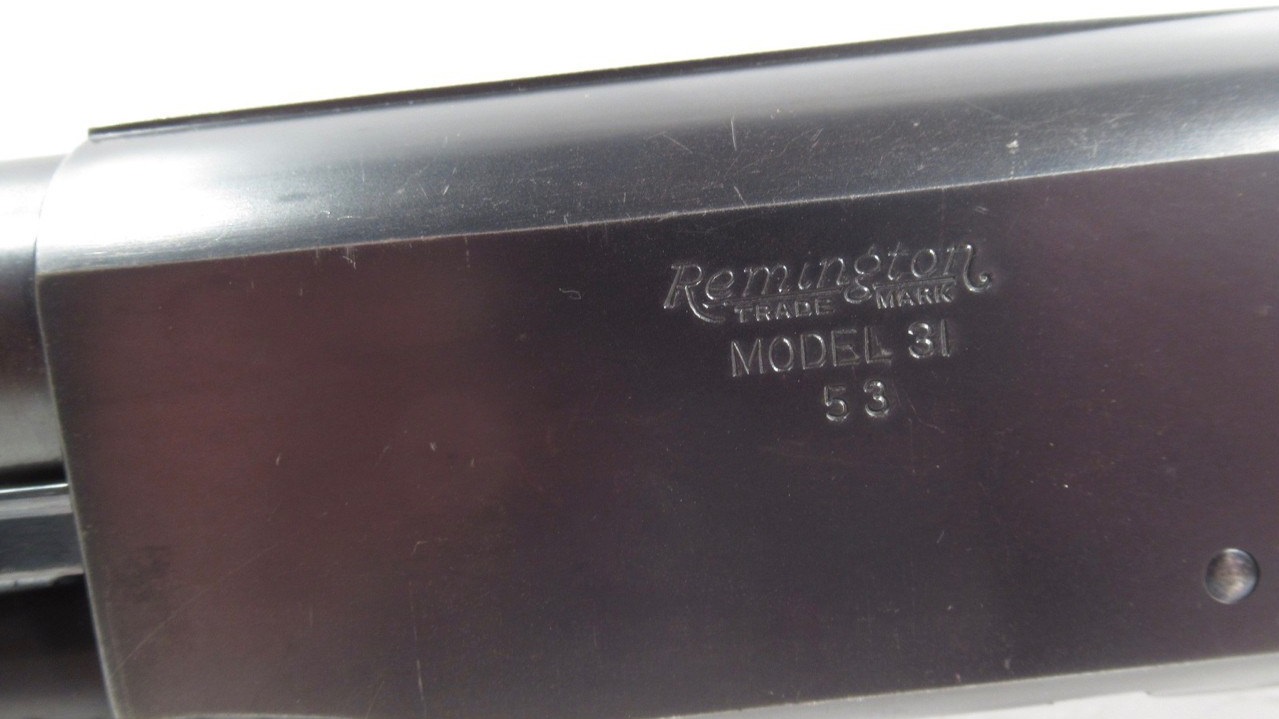 Remington
TRADE MARK
MODEL 31
53